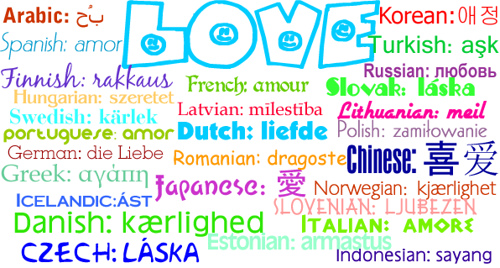 LOVE
Arabic:
Korean: 애정
Spanish: amor
Turkish: aşk
Finnish: rakkaus
French: amour
Russian: любовь
Hungarian: szeretet
Slovak: láska
Swedish: kärlek
Latvian: mīlestība
Lithuanian: meil
Portuguese: amor
Dutch: liefde
Polish: zamiłowanie
German: die Liebe
Romanian: dragoste
Chinese: 喜爱
Greek: αγάπη
Japanese: 愛
Norwegian: kjærlighet
ICELANDIC: ÁST
SLOVENIAN: LJUBEZEN
Danish: kærlighed
ITALIAN: AMORE
Estonian: armastus
CZECH: LÁSKA
Indonesian: sayang